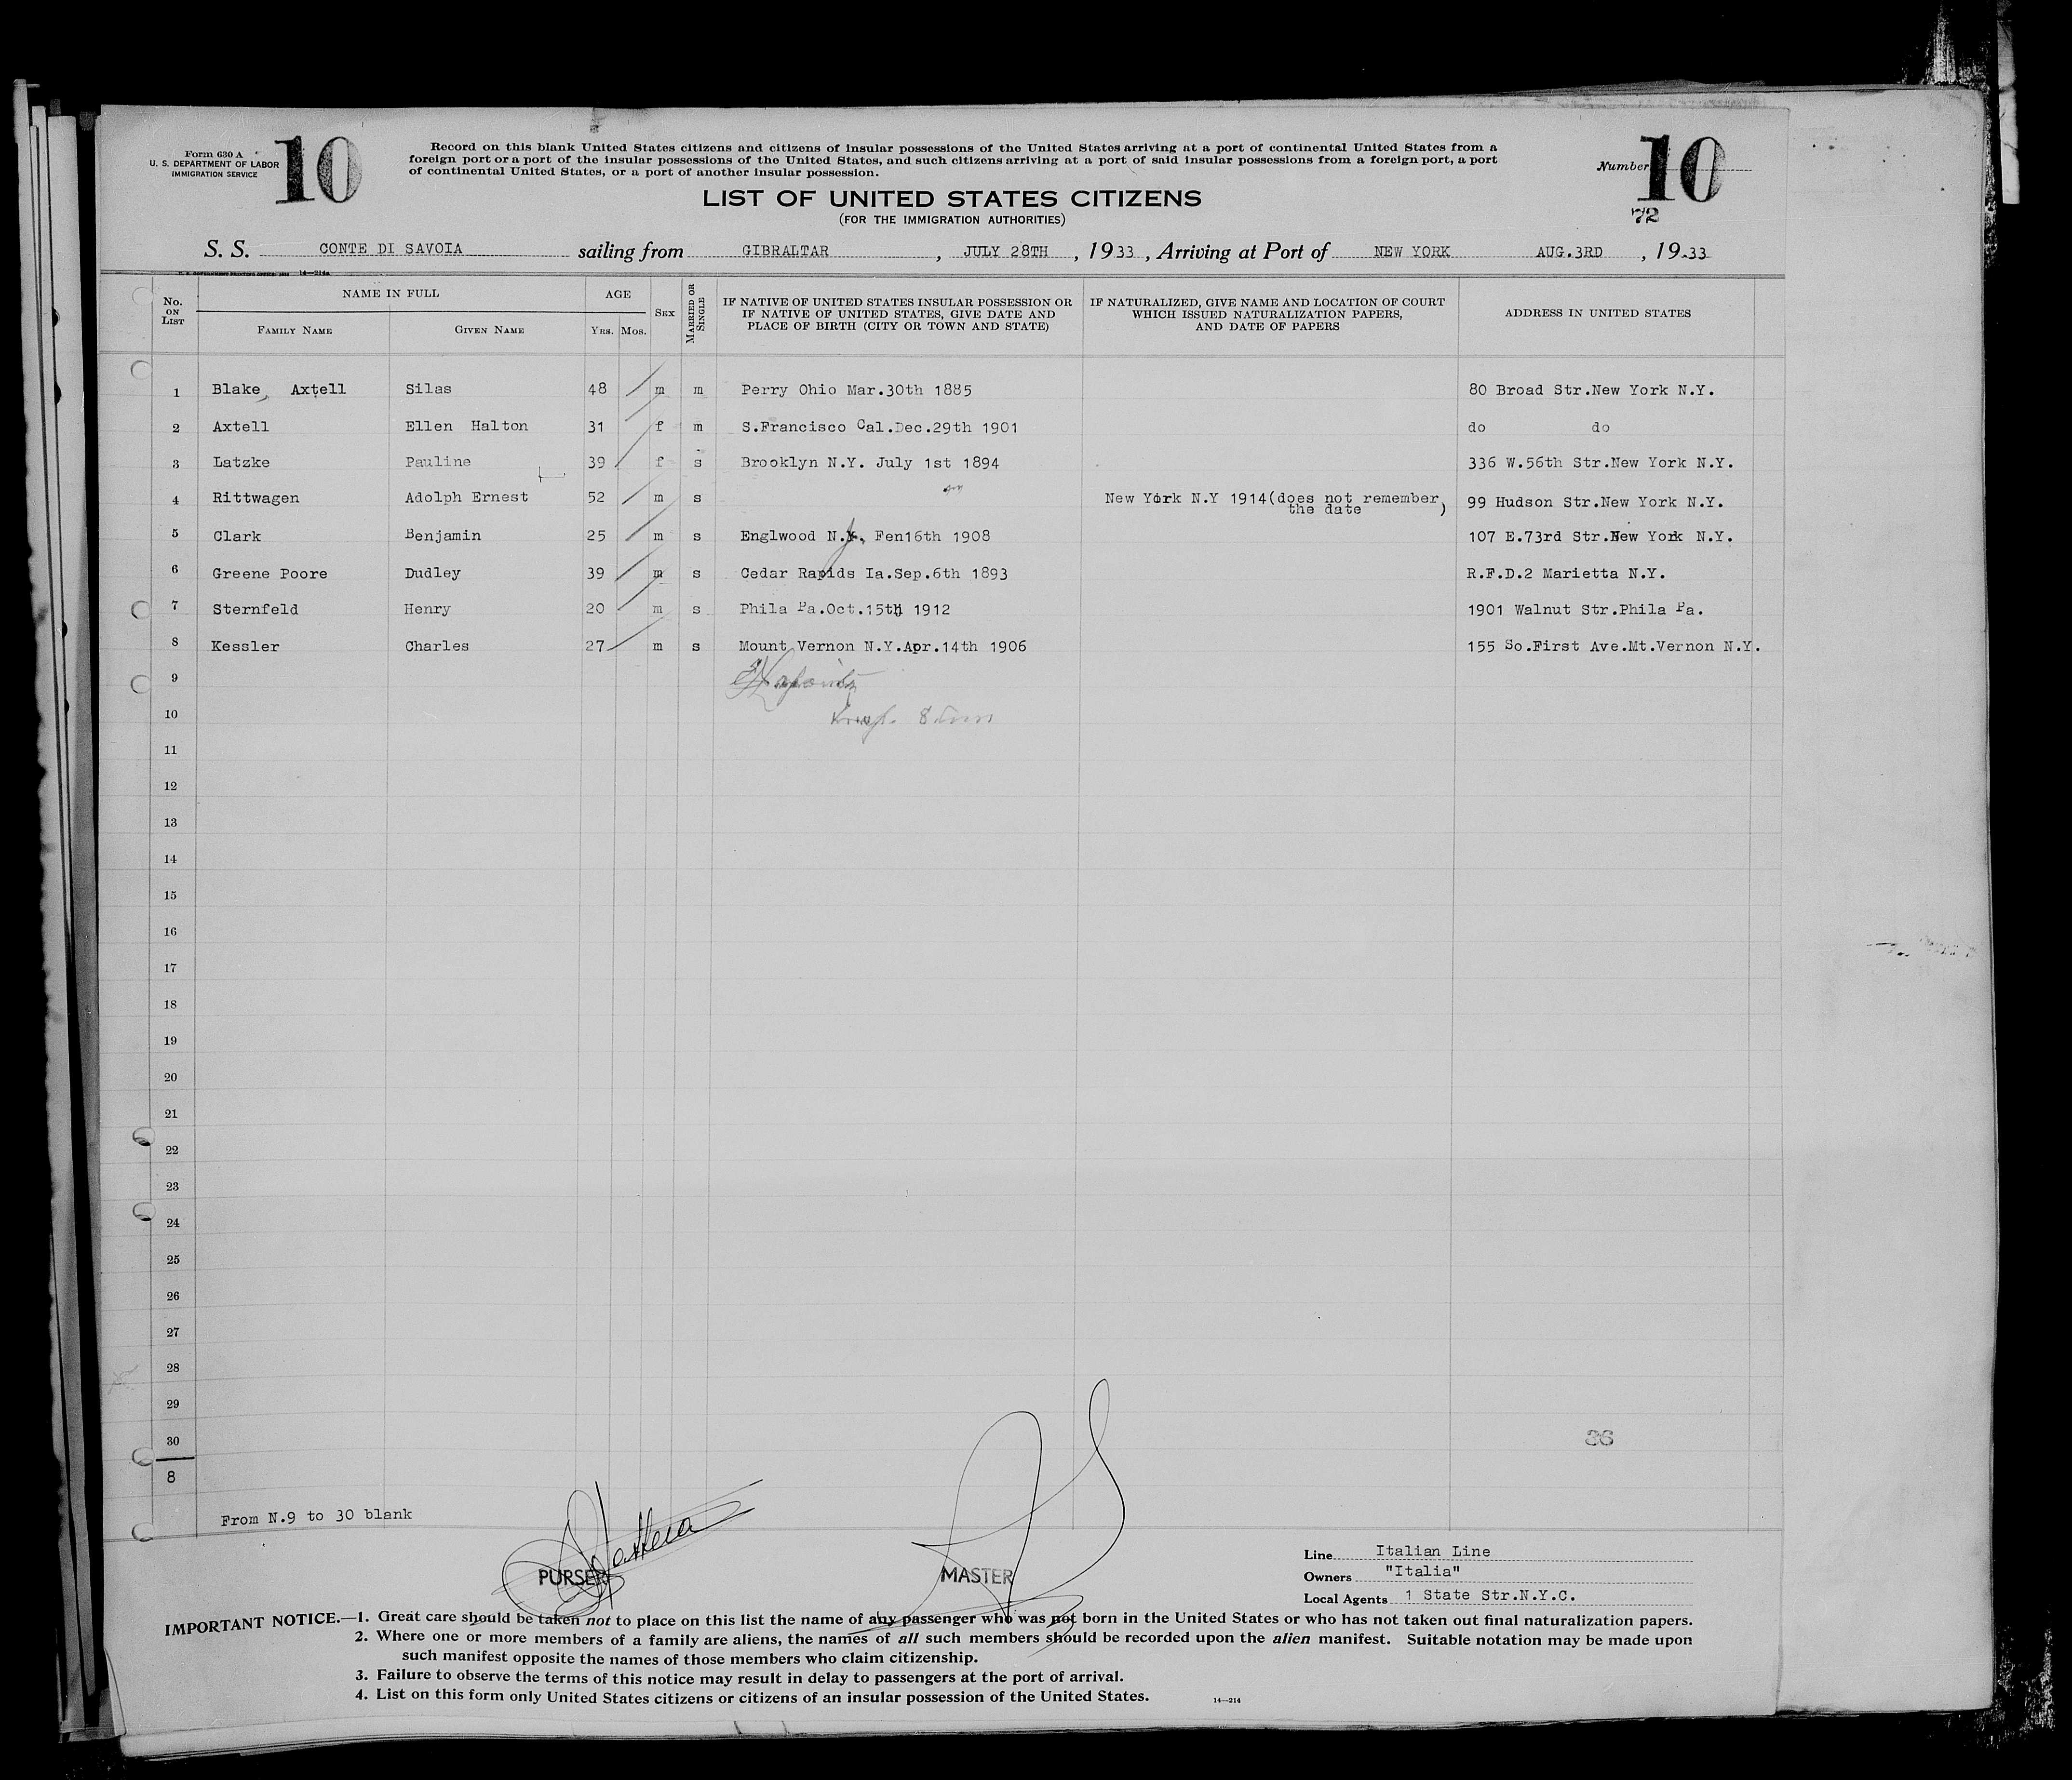 Form 630 A
U. S. DEPARTMENT OF LABOR
IMMIGRATION SERVICE
10
Record on this blank United States citizens and citizens of insular possessions of the United States arriving at a port of continental United States from a
foreign port or a port of the insular possessions of the United States, and such citizens arriving at a port of said insular possessions from a foreign port, a port
of continental United States, or a port of another insular possession.
Number 10
72
LIST OF UNITED STATES CITIZENS
(FOR THE IMMIGRATION AUTHORITIES)
S. S. CONTE DI SAVOIA sailing from GIBRALTAR, JULY 28TH, 1933, Arriving at Port of NEW YORK AUG.3RD, 19.33
14—214a
No. ON LIST NAME IN FULL FAMILY NAME GIVEN NAME AGE YRS. MOS. SEX MARRIED OR SINGLE IF NATIVE OF UNITED STATES INSULAR POSSESSION OR IF NATIVE OF UNITED STATES, GIVE DATE AND PLACE OF BIRTH (CITY OR TOWN AND STATE) IF NATURALIZED, GIVE NAME AND LOCATION OF COURT WHICH ISSUED NATURALIZATION PAPERS, AND DATE OF PAPERS ADDRESS IN UNITED STATES
1 Blake, Axtell Silas 48 m m Perry Ohio Mar.30th 1885 80 Broad Str.New York N.Y.
2 Axtell Ellen Halton 31 f m S.Francisco Cal.Dec.29th 1901 do do
3 Latzke Pauline 39 f s Brooklyn N.Y. July 1st 1894 336 W.56th Str.New York N.Y.
4 Rittwagen Adolph Ernest 52 m s New York N.Y 1914(does not remember the date ) 99 Hudson Str.New York N.Y.
5 Clark Benjamin 25 m s Englwood N.J. Fen16th 1908 107 E.73rd Str.New York N.Y.
6 Greene Poore Dudley 39 m s Cedar Rapids Ia.Sep.6th 1893 R.F.D.2 Marietta N.Y.
7 Sternfeld Henry 20 m s Phila Pa.Oct.15th 1912 1901 Walnut Str.Phila Pa.
8 Kessler Charles 27 m s Mount Vernon N.Y.Apr.14th 1906 155 So.First Ave.Mt.Vernon N.Y.
9
10
11
12
13
14
15
16
17
18
19
20
21
22
23
24
25
26
27
28
29
30
36
8
From N.9 to 30 blank
PURSER
MASTER
Line Italian Line
Owners "Italia"
Local Agents 1 State Str.N.Y.C.
IMPORTANT NOTICE.—1. Great care should be taken not to place on this list the name of any passenger who was not born in the United States or who has not taken out final naturalization papers.
2. Where one or more members of a family are aliens, the names of all such members should be recorded upon the alien manifest. Suitable notation may be made upon
such manifest opposite the names of those members who claim citizenship.
3. Failure to observe the terms of this notice may result in delay to passengers at the port of arrival.
4. List on this form only United States citizens or citizens of an insular possession of the United States.
14—214